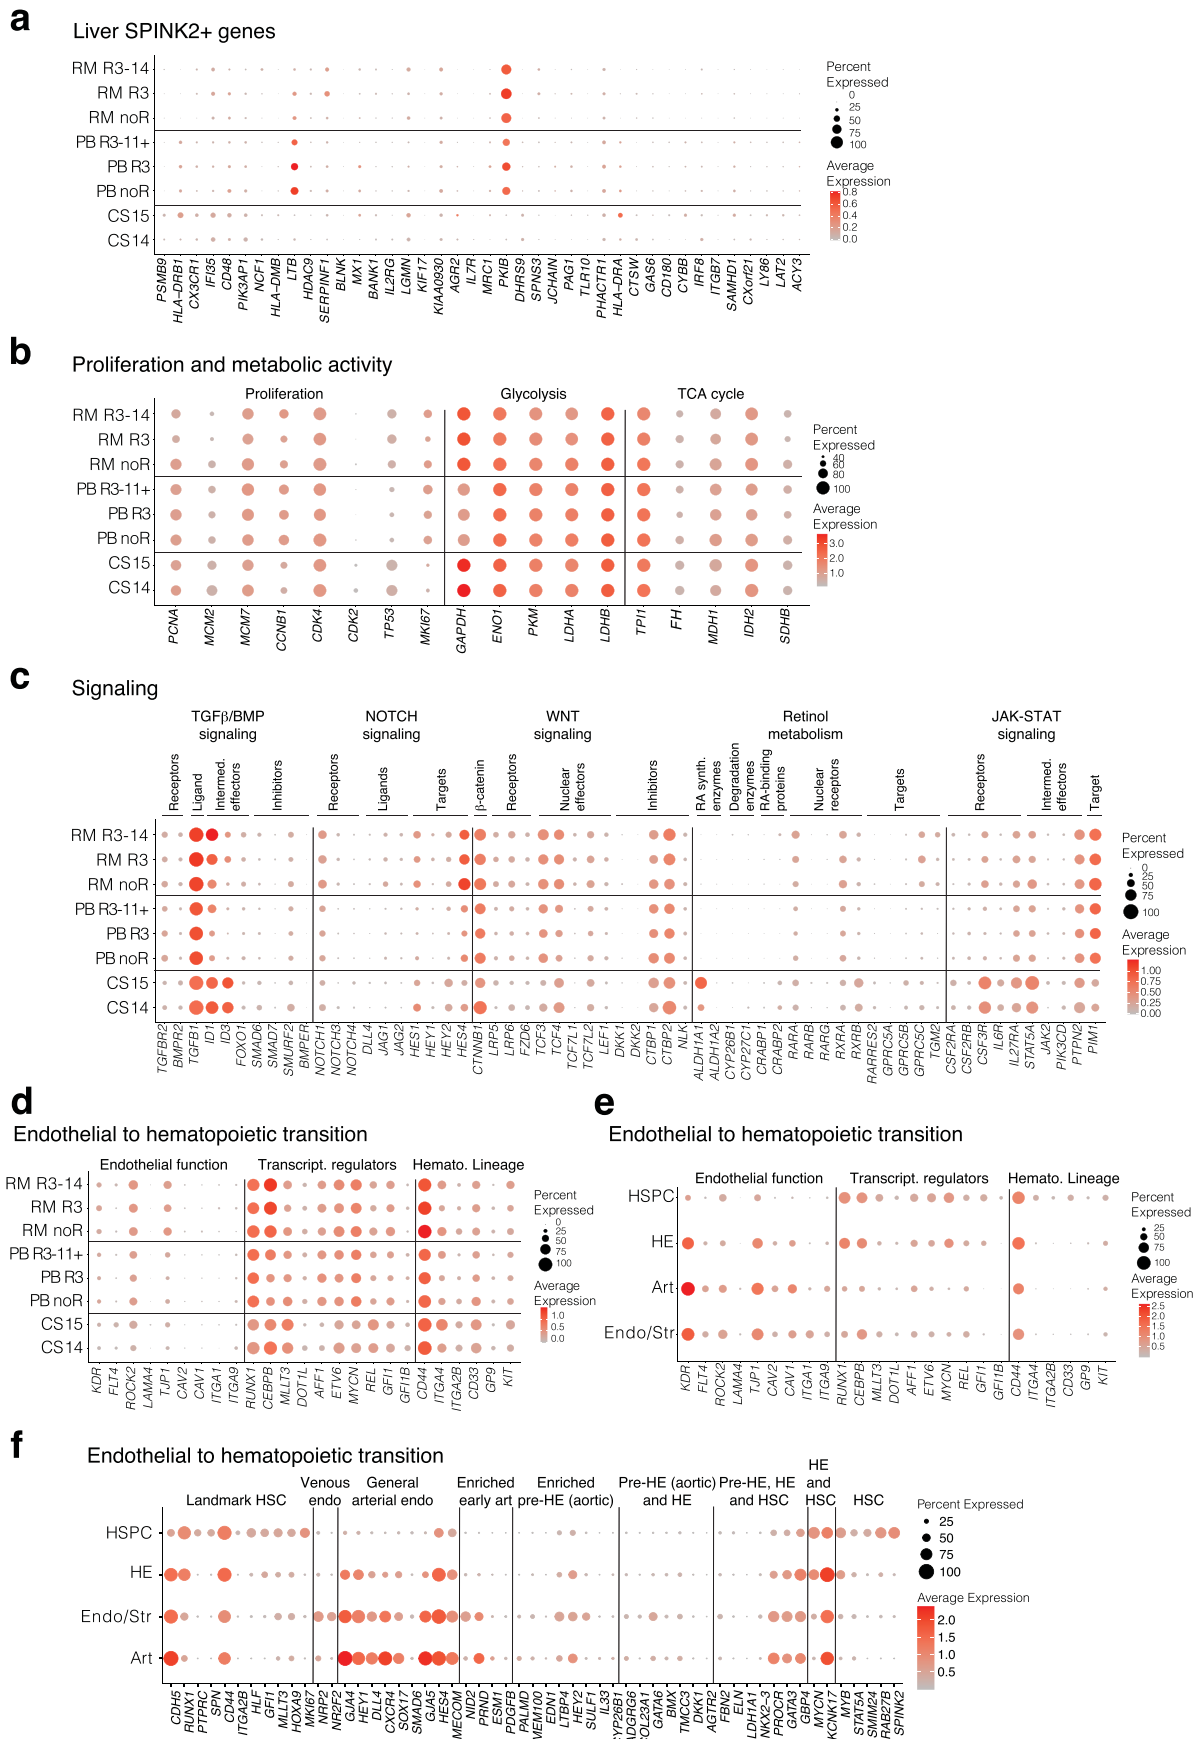 a
Liver SPINK2+ genes
RM R3-14
RM R3
RM noR
PB R3-11+
PB R3
PB noR
CS15
CS14
PSMB9 HLA-DRB1 CX3CR1 IFI35 CD48 PIK3AP1 NCF1 HLA-DMB LTB HDAC9 SERPINF1 BLNK MX1 BANK1 IL2RG LGMN KIF17 KIAA0930 AGR2 IL7R MRC1 PKIB DHRS9 SPNS3 JCHAIN PAG1 TLR10 PHACTR1 HLA-DRA CTSW GAS6 CD180 CYBB IRF8 ITGB7 SAMHD1 CXorf21 LY86 LAT2 ACY3
Percent
Expressed
0
25
50
75
100
Average
Expression
0.8
0.6
0.4
0.2
0.0
b
Proliferation and metabolic activity
Proliferation Glycolysis TCA cycle
RM R3-14
RM R3
RM noR
PB R3-11+
PB R3
PB noR
CS15
CS14
PCNA MCM2 MCM7 CCNB1 CDK4 CDK2 TP53 MKI67 GAPDH ENO1 PKM LDHA LDHB TPI1 FH MDH1 IDH2 SDHB
Percent
Expressed
40
60
80
100
Average
Expression
3.0
2.0
1.0
c
Signaling
TGFβ/BMP
signaling
NOTCH
signaling
WNT
signaling
Retinol
metabolism
JAK-STAT
signaling
Receptors
Ligand
Intermed.
effectors
Inhibitors
Receptors
Ligands
Targets
β-catenin
Receptors
Nuclear
effectors
Inhibitors
RA synth.
enzymes
Degradation
enzymes
RA-binding
proteins
Nuclear
receptors
Targets
Receptors
Intermed.
effectors
Target
RM R3-14
RM R3
RM noR
PB R3-11+
PB R3
PB noR
CS15
CS14
TGFBR2 BMPR2 TGFB1 ID1 ID3 FOXO1 SMAD6 SMAD7 SMURF2 BMPER NOTCH1 NOTCH3 NOTCH4 DLL4 JAG1 JAG2 HES1 HEY1 HEY2 HES4 CTNNB1 LRP5 LRP6 FZD6 TCF3 TCF4 TCF7L1 TCF7L2 LEF1 DKK1 DKK2 CTBP1 CTBP2 NLK ALDH1A1 ALDH1A2 CYP26B1 CYP27C1 CRABP1 CRABP2 RARA RARB RARG RXRA RXRB RARRES2 GPRC5A GPRC5B GPRC5C TGM2 CSF2RA CSF2RB CSF3R IL6R IL27RA STAT5A JAK2 PIK3CD PTPN2 PIM1
Percent
Expressed
0
25
50
75
100
Average
Expression
1.00
0.75
0.50
0.25
0.00
d
Endothelial to hematopoietic transition
Endothelial function Transcript. regulators Hemato. Lineage
RM R3-14
RM R3
RM noR
PB R3-11+
PB R3
PB noR
CS15
CS14
KDR FLT4 ROCK2 LAMA4 TJP1 CAV2 CAV1 ITGA1 ITGA9 RUNX1 CEBPB MLLT3 DOT1L AFF1 ETV6 MYCN REL GFI1 GFI1B CD44 ITGA4 ITGA2B CD33 GP9 KIT
Percent
Expressed
0
25
50
75
100
Average
Expression
1.0
0.5
0.0
e
Endothelial to hematopoietic transition
Endothelial function Transcript. regulators Hemato. Lineage
HSPC
HE
Art
Endo/Str
KDR FLT4 ROCK2 LAMA4 TJP1 CAV2 CAV1 ITGA1 ITGA9 RUNX1 CEBPB MLLT3 DOT1L AFF1 ETV6 MYCN REL GFI1 GFI1B CD44 ITGA4 ITGA2B CD33 GP9 KIT
Percent
Expressed
25
50
75
100
Average
Expression
2.5
2.0
1.5
1.0
0.5
f
Endothelial to hematopoietic transition
Landmark HSC
Venous
endo
General
arterial endo
Enriched
early art
Enriched
pre-HE (aortic)
Pre-HE (aortic)
and HE
Pre-HE, HE
and HSC
HE
and
HSC
HSC
HSPC
HE
Endo/Str
Art
CDH5 RUNX1 PTPRC SPN CD44 ITGA2B HLF GFI1 MLLT3 HOXA9 MKI67 NRP2 NR2F2 GJA4 HEY1 DLL4 CXCR4 SOX17 SMAD6 GJA5 HES4 MECOM NID2 PRND ESM1 PDGFB PALMD MEM100 EDN1 LTBP4 HEY2 SULF1 IL33 CYP26B1 ADGRG6 COL23A1 GATA6 BMX TMCC3 DKK1 AGTR2 FBN2 ELN LDH1A1 NKX2-3 PROCR GATA3 GBP4 MYCN KCNK17 MYB STAT5A SMIM24 RAB27B SPINK2
Percent Expressed
25
50
75
100
Average Expression
2.0
1.5
1.0
0.5